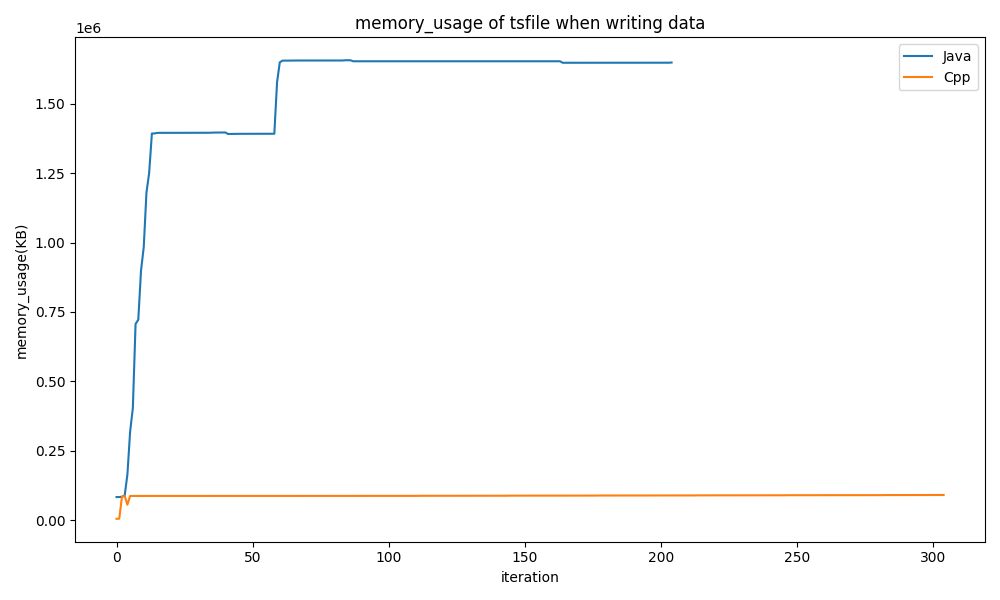 memory_usage of tsfile when writing data
1e6
Java
Cpp
1.50
1.25
1.00
0.75
0.50
0.25
0.00
memory_usage(KB)
0 50 100 150 200 250 300
iteration